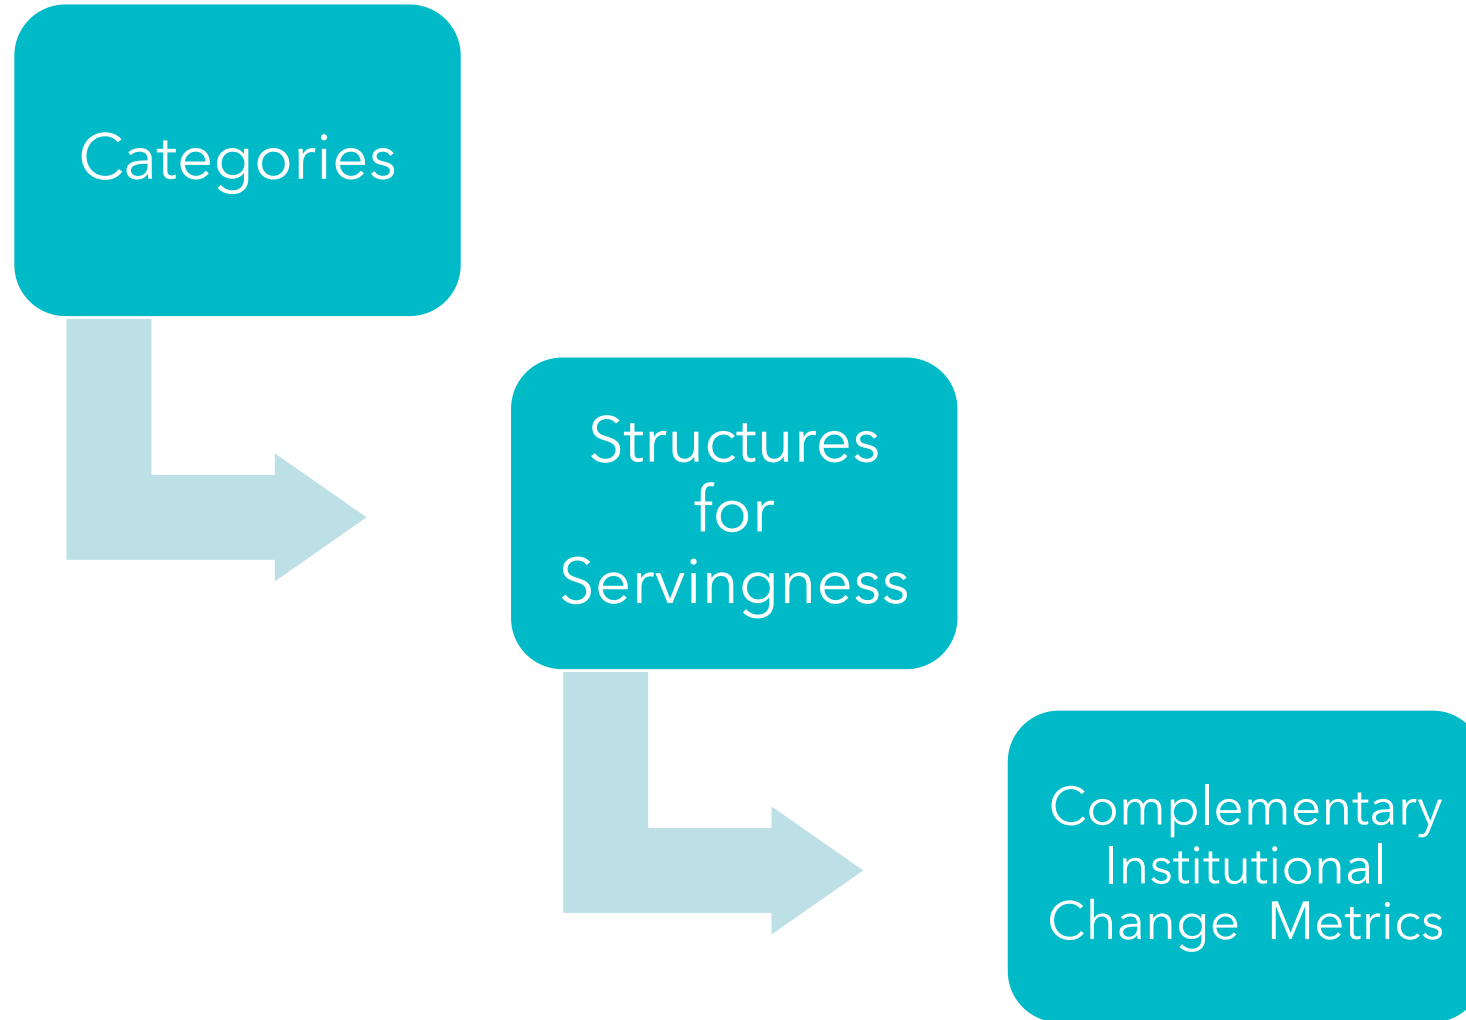 Categories
Structures
for
Servingness
Complementary
Institutional
Change Metrics